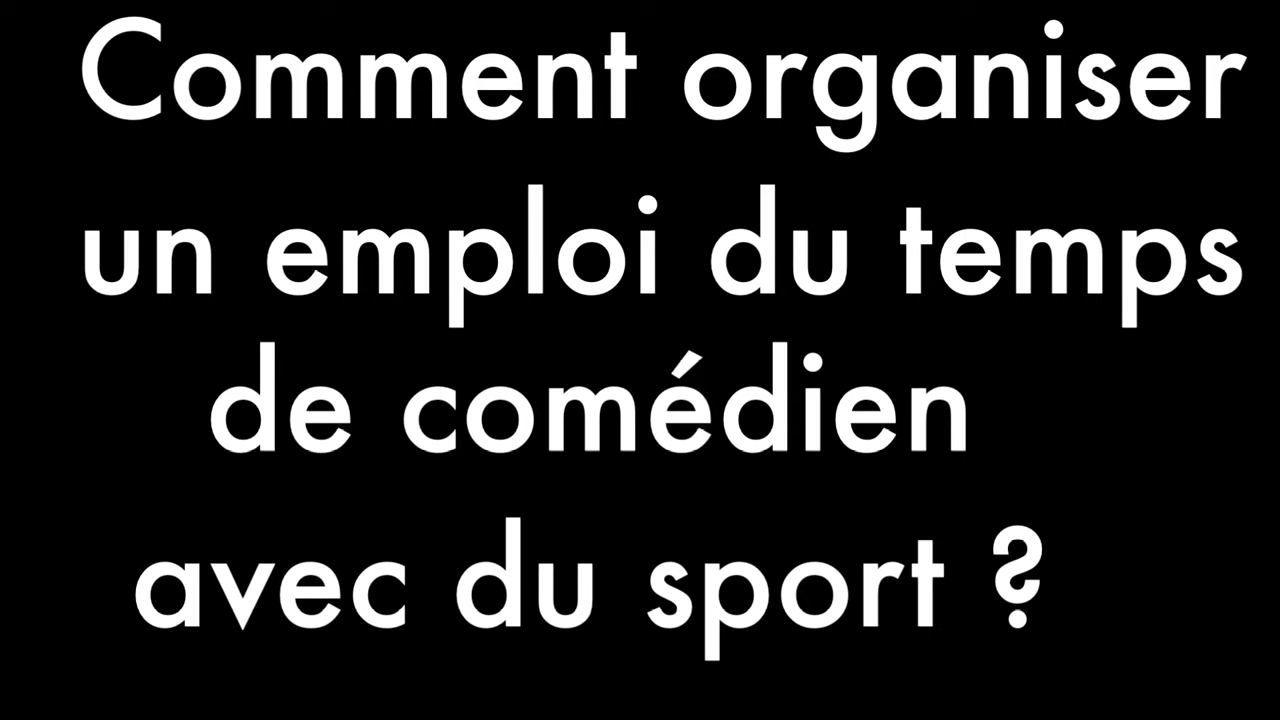 Comment organiser
un emploi du temps
de comédien
avec du sport ?